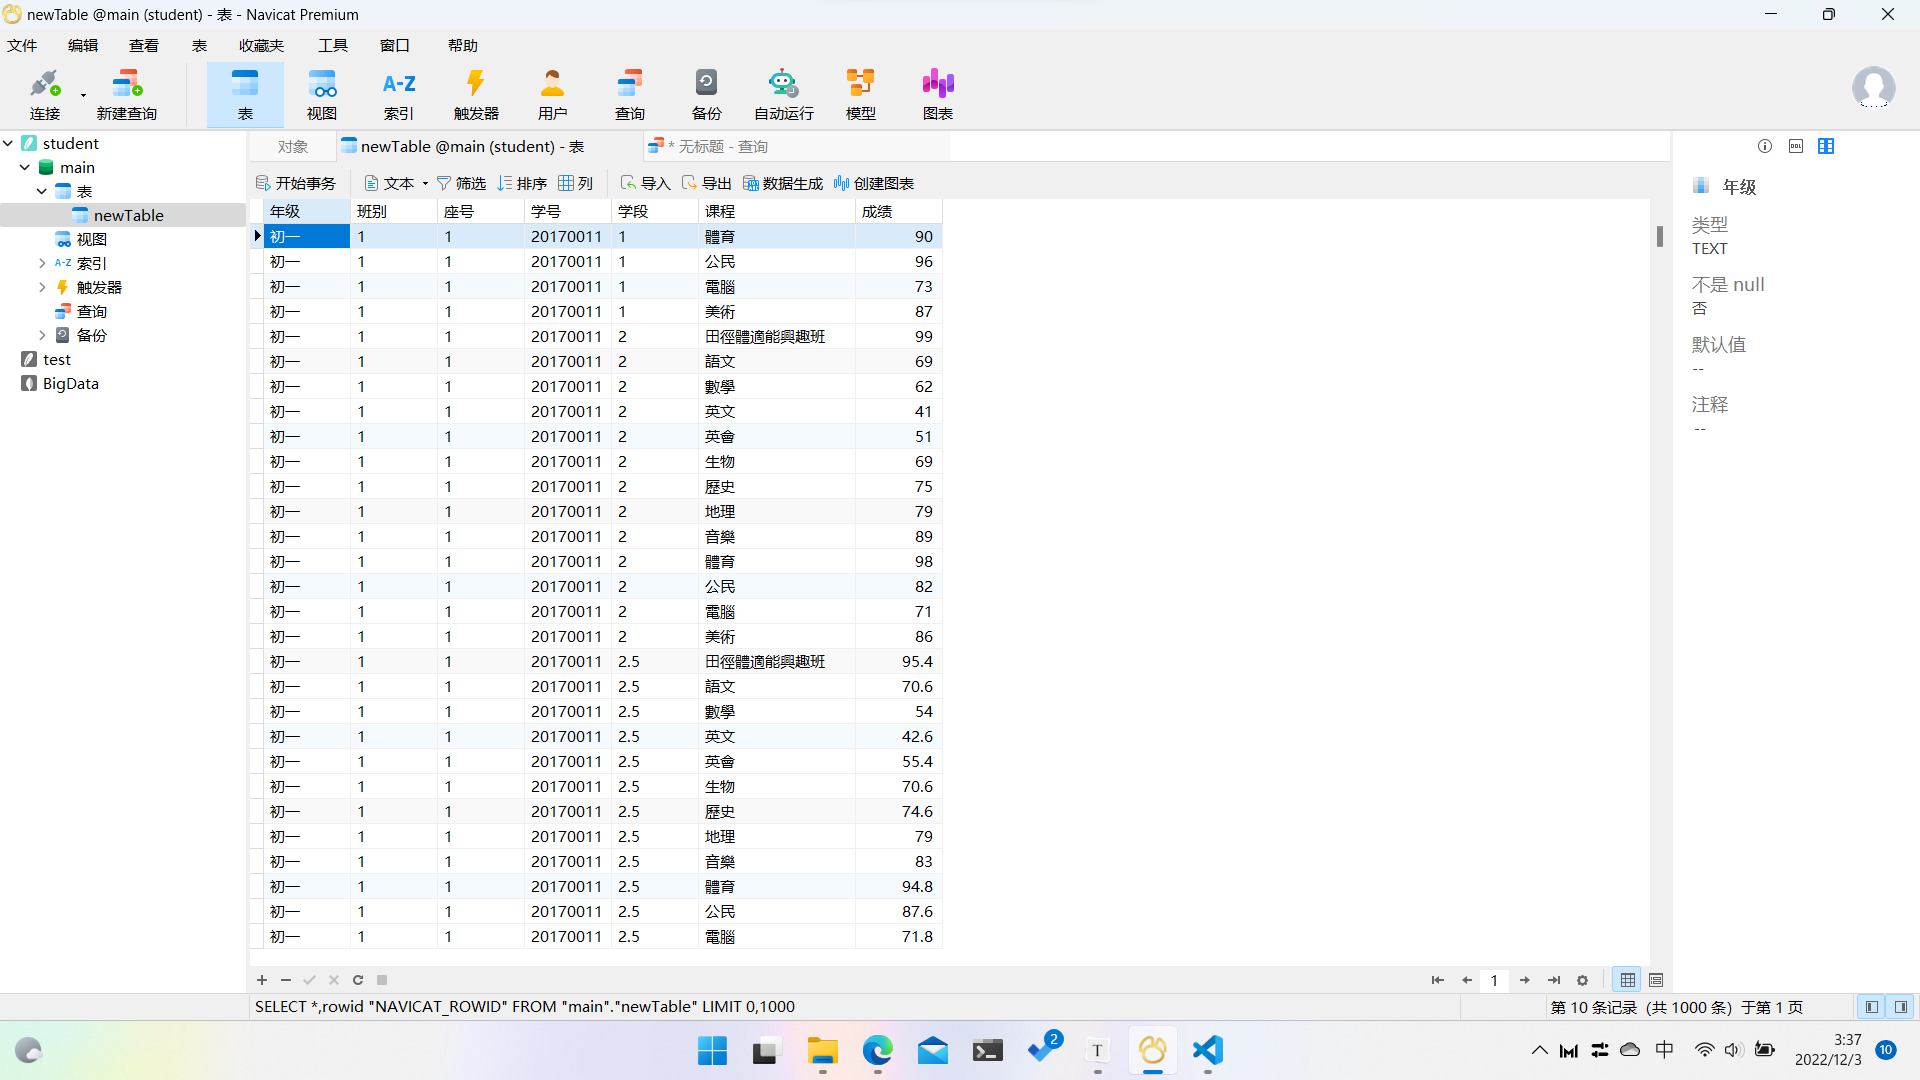 newTable @main (student) - 表 - Navicat Premium
文件 编辑 查看 表 收藏夹 工具 窗口 帮助
连接 新建查询 表 视图 A-Z 索引 触发器 用户 查询 备份 自动运行 模型 图表
对象 newTable @main (student) - 表 * 无标题 - 查询
开始事务 文本 筛选 排序 列 导入 导出 数据生成 创建图表
student
main
表
newTable
视图
A-Z 索引
触发器
查询
备份
test
BigData
年级 班别 座号 学号 学段 课程 成绩
初一 1 1 20170011 1 體育 90
初一 1 1 20170011 1 公民 96
初一 1 1 20170011 1 電腦 73
初一 1 1 20170011 1 美術 87
初一 1 1 20170011 2 田徑體適能興趣班 99
初一 1 1 20170011 2 語文 69
初一 1 1 20170011 2 數學 62
初一 1 1 20170011 2 英文 41
初一 1 1 20170011 2 英會 51
初一 1 1 20170011 2 生物 69
初一 1 1 20170011 2 歷史 75
初一 1 1 20170011 2 地理 79
初一 1 1 20170011 2 音樂 89
初一 1 1 20170011 2 體育 98
初一 1 1 20170011 2 公民 82
初一 1 1 20170011 2 電腦 71
初一 1 1 20170011 2 美術 86
初一 1 1 20170011 2.5 田徑體適能興趣班 95.4
初一 1 1 20170011 2.5 語文 70.6
初一 1 1 20170011 2.5 數學 54
初一 1 1 20170011 2.5 英文 42.6
初一 1 1 20170011 2.5 英會 55.4
初一 1 1 20170011 2.5 生物 70.6
初一 1 1 20170011 2.5 歷史 74.6
初一 1 1 20170011 2.5 地理 79
初一 1 1 20170011 2.5 音樂 83
初一 1 1 20170011 2.5 體育 94.8
初一 1 1 20170011 2.5 公民 87.6
初一 1 1 20170011 2.5 電腦 71.8
DDL
年级
类型
TEXT
不是 null
否
默认值
--
注释
--
1
SELECT *,rowid "NAVICAT_ROWID" FROM "main"."newTable" LIMIT 0,1000
第 10 条记录 (共 1000 条) 于第 1 页
2
T
中
3:37
2022/12/3
10